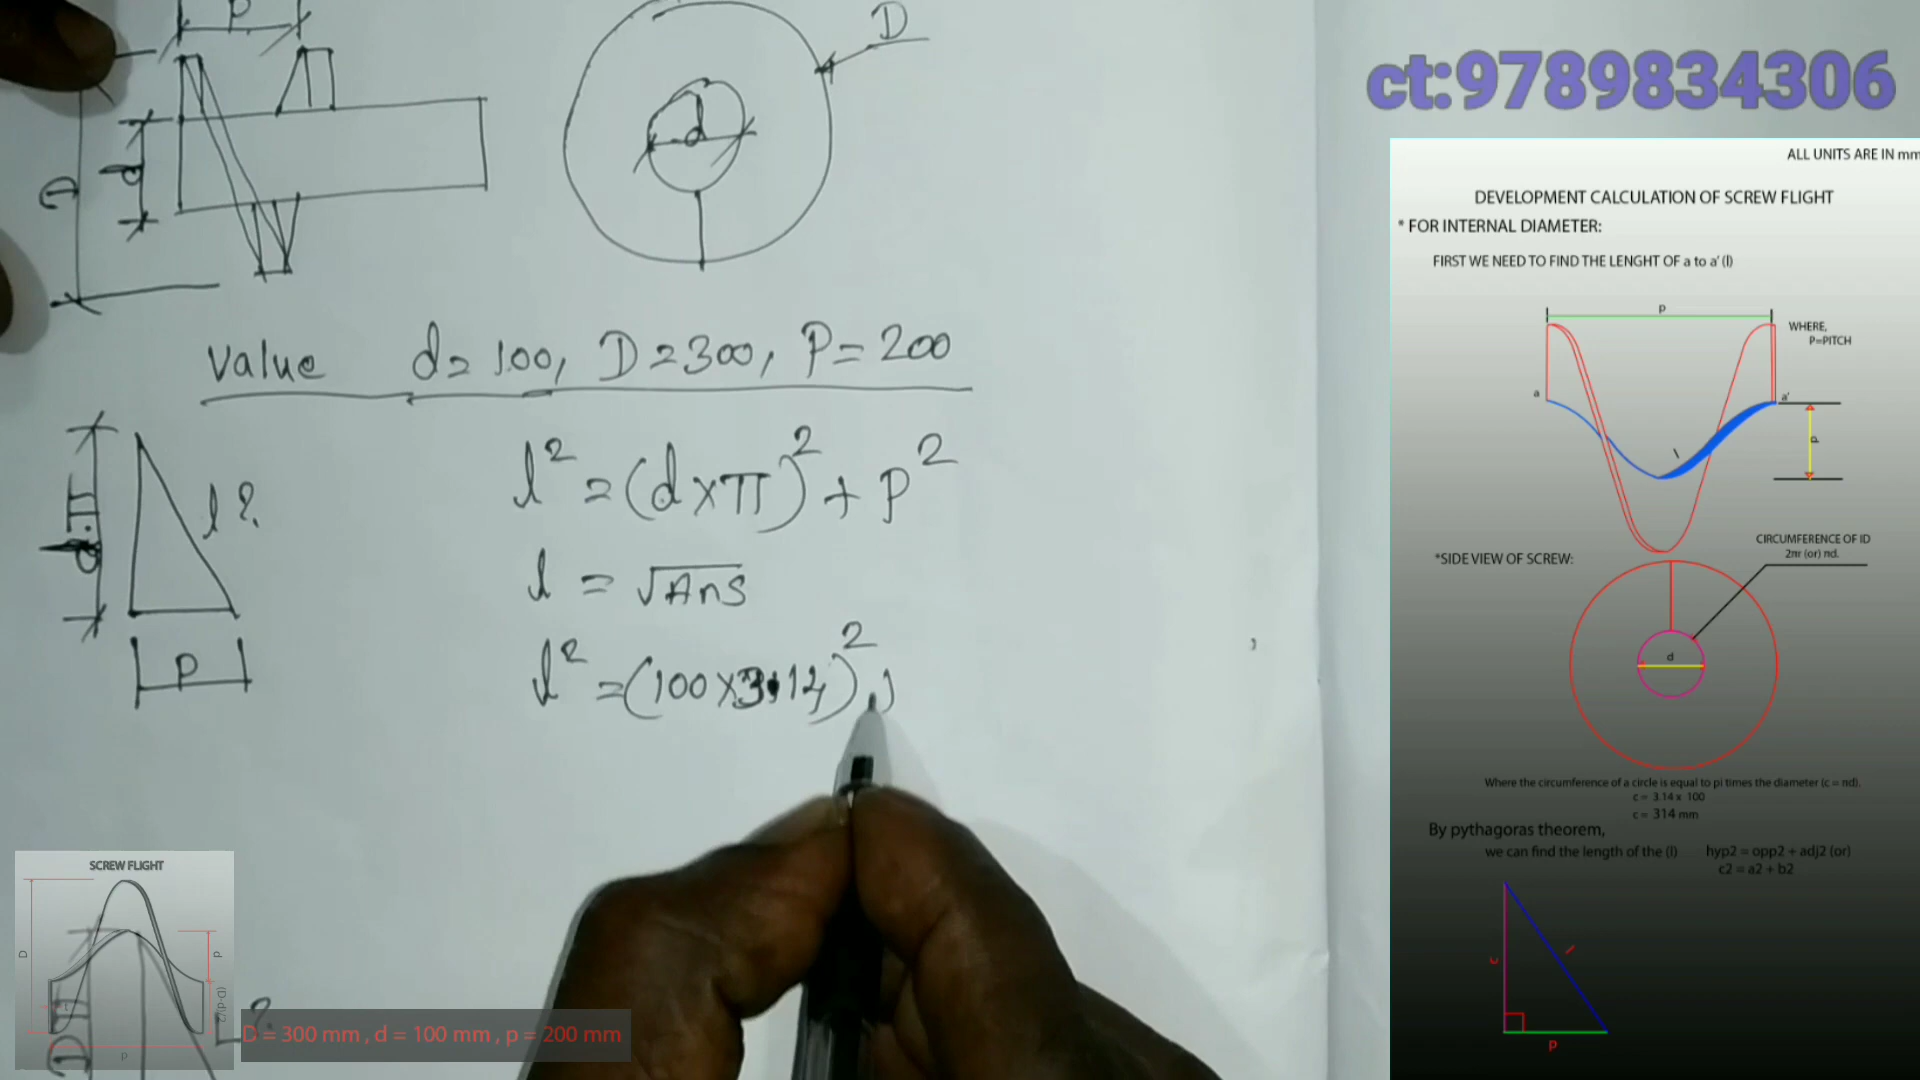 P
D
d
D
d
Value d = 100, D = 300, P = 200
l² = (d × π)² + P²
l = √Ans
l² = (100 × 3.14)²
d.π
l ?
P
ct:9789834306
ALL UNITS ARE IN mm
DEVELOPMENT CALCULATION OF SCREW FLIGHT
* FOR INTERNAL DIAMETER:
FIRST WE NEED TO FIND THE LENGHT OF a to a' (l)
P
WHERE,
P=PITCH
a
a'
l
d
*SIDE VIEW OF SCREW:
CIRCUMFERENCE OF ID
2πr (or) πd.
d
Where the circumference of a circle is equal to pi times the diameter (c = πd).
c = 3.14 x 100
c = 314 mm
By pythagoras theorem,
we can find the length of the (l) hyp2 = opp2 + adj2 (or)
c2 = a2 + b2
c
l
P
SCREW FLIGHT
D
d
(D-d)/2
P
Dπ
?
D = 300 mm , d = 100 mm , p = 200 mm